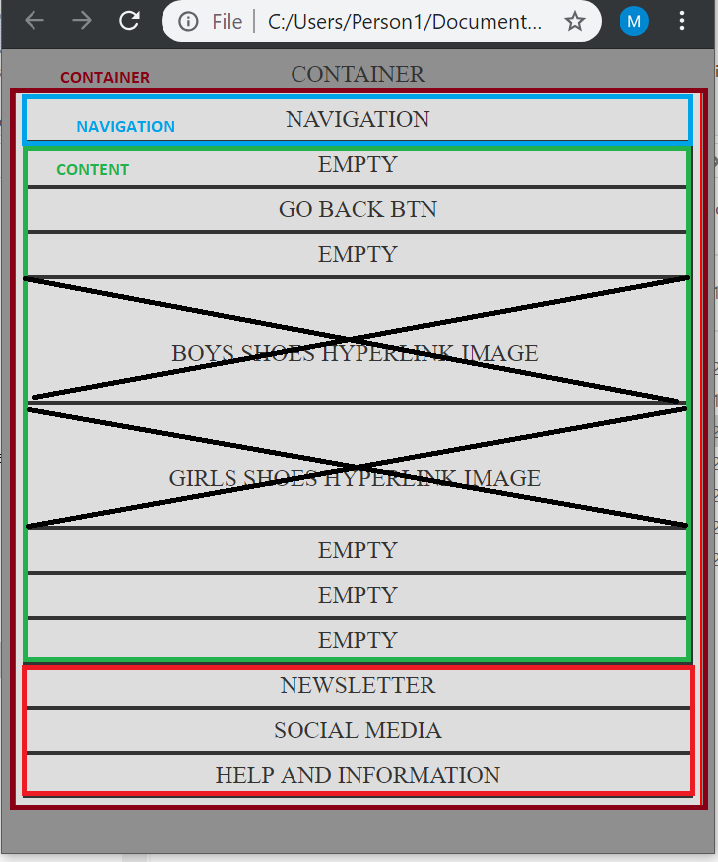 File C:/Users/Person1/Document...
M
CONTAINER
CONTAINER
NAVIGATION
NAVIGATION
EMPTY
CONTENT
GO BACK BTN
EMPTY
BOYS SHOES HYPERLINK IMAGE
GIRLS SHOES HYPERLINK IMAGE
EMPTY
EMPTY
EMPTY
NEWSLETTER
SOCIAL MEDIA
HELP AND INFORMATION